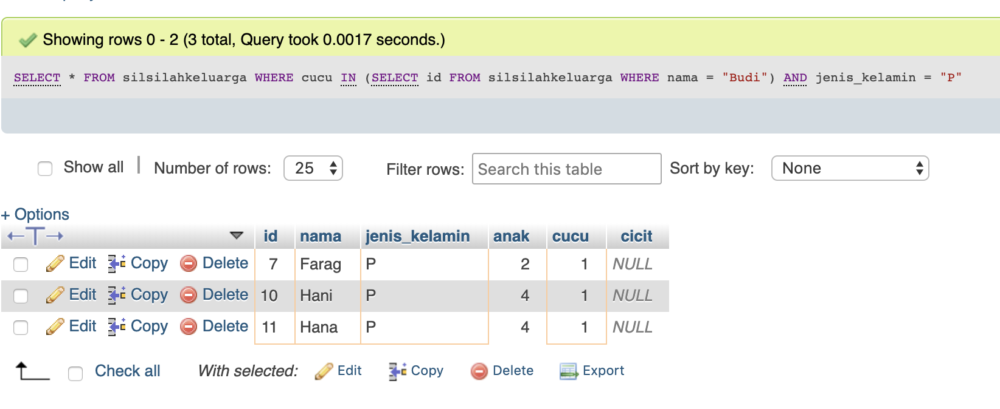 Showing rows 0 - 2 (3 total, Query took 0.0017 seconds.)
SELECT * FROM silsilahkeluarga WHERE cucu IN (SELECT id FROM silsilahkeluarga WHERE nama = "Budi") AND jenis_kelamin = "P"
Show all Number of rows: 25 Filter rows: Search this table Sort by key: None
+ Options
←T→ id nama jenis_kelamin anak cucu cicit
Edit Copy Delete 7 Farag P 2 1 NULL
Edit Copy Delete 10 Hani P 4 1 NULL
Edit Copy Delete 11 Hana P 4 1 NULL
Check all With selected: Edit Copy Delete Export